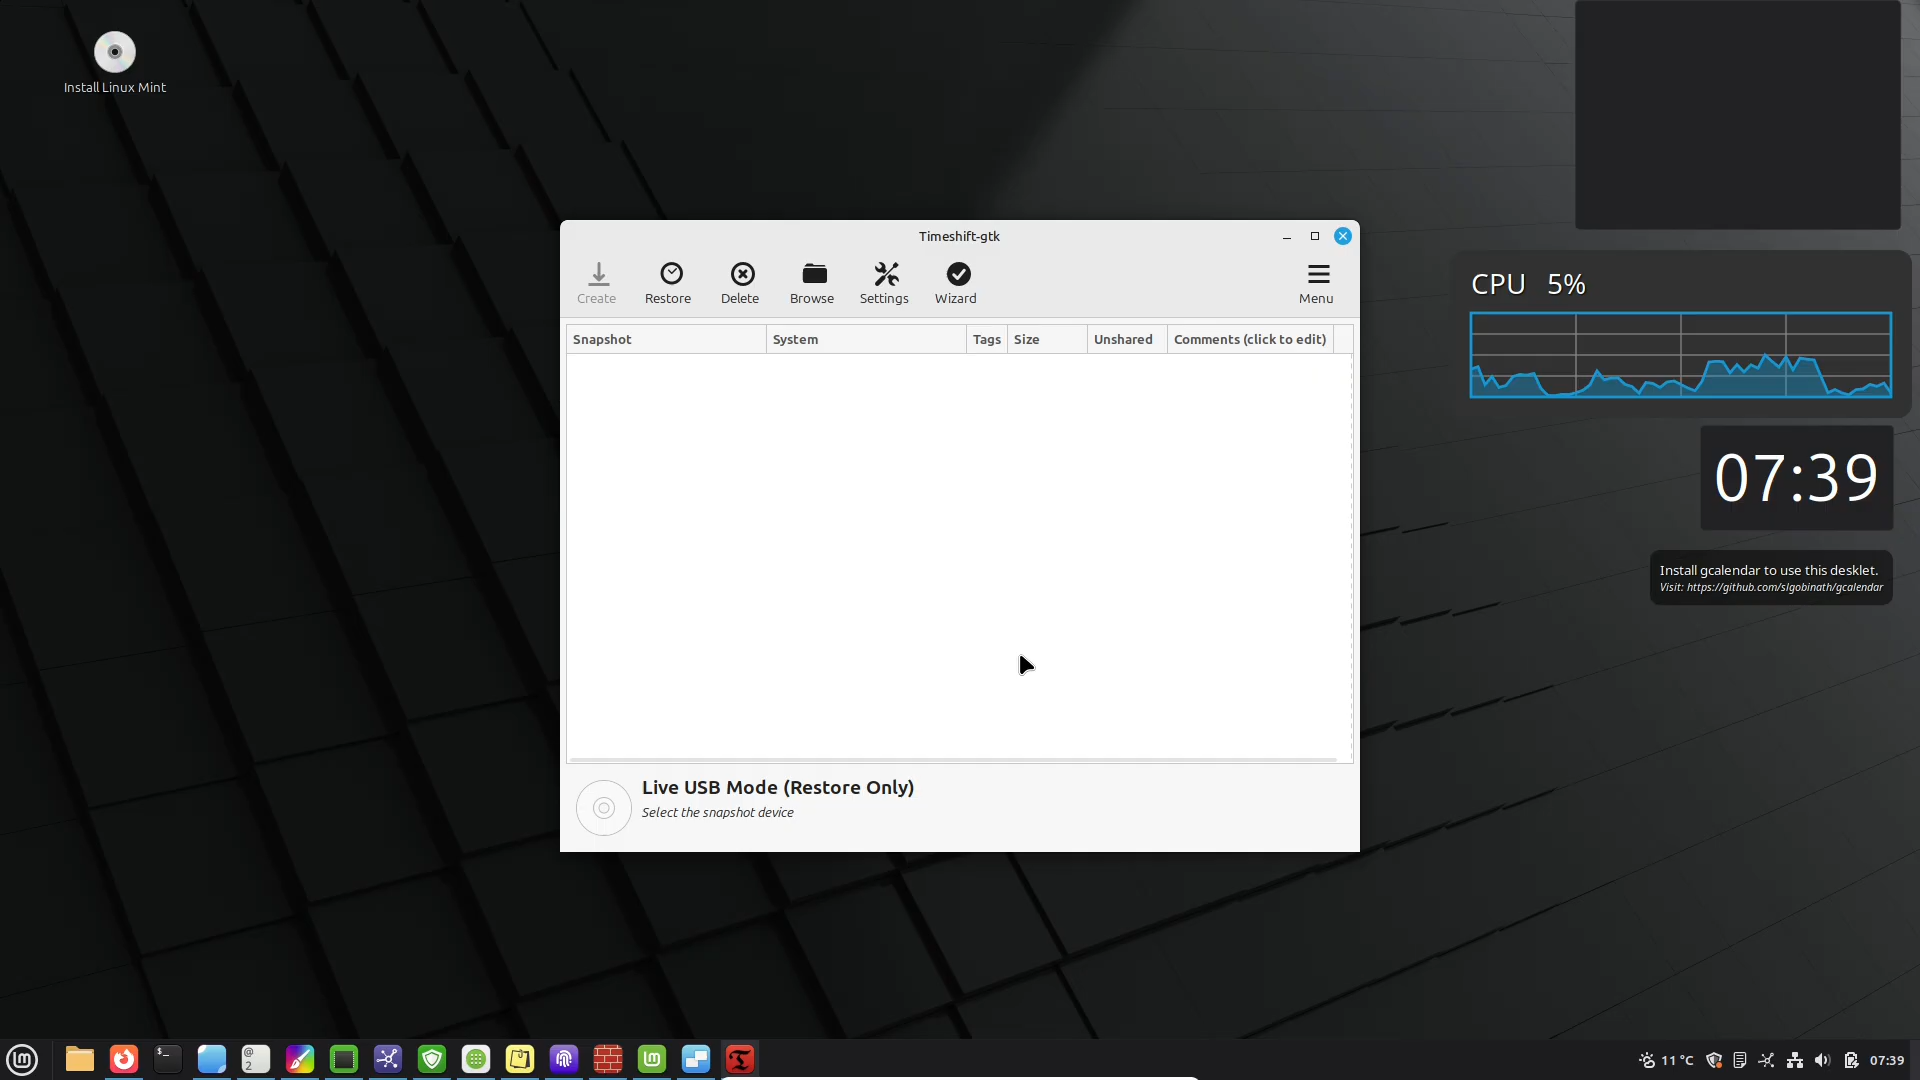 Install Linux Mint
Timeshift-gtk
Create
Restore
Delete
Browse
Settings
Wizard
Menu
Snapshot
System
Tags
Size
Unshared
Comments (click to edit)
Live USB Mode (Restore Only)
Select the snapshot device
CPU 5%
07:39
Install gcalendar to use this desklet.
Visit: https://github.com/slgobinath/gcalendar
$_
@
2
11 °C
07:39